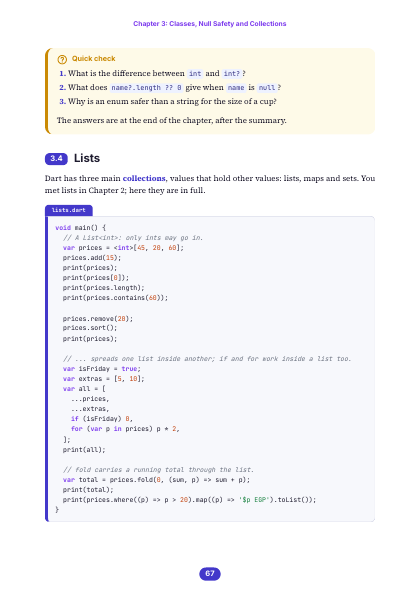 Chapter 3: Classes, Null Safety and Collections
Quick check
1. What is the difference between int and int??
2. What does name?.length ?? 0 give when name is null?
3. Why is an enum safer than a string for the size of a cup?
The answers are at the end of the chapter, after the summary.
3.4 Lists
Dart has three main collections, values that hold other values: lists, maps and sets. You
met lists in Chapter 2; here they are in full.
lists.dart
void main() {
  // A List<int>: only ints may go in.
  var prices = <int>[45, 20, 60];
  prices.add(15);
  print(prices);
  print(prices[0]);
  print(prices.length);
  print(prices.contains(60));

  prices.remove(20);
  prices.sort();
  print(prices);

  // ... spreads one list inside another; if and for work inside a list too.
  var isFriday = true;
  var extras = [5, 10];
  var all = [
    ...prices,
    ...extras,
    if (isFriday) 0,
    for (var p in prices) p * 2,
  ];
  print(all);

  // fold carries a running total through the list.
  var total = prices.fold(0, (sum, p) => sum + p);
  print(total);
  print(prices.where((p) => p > 20).map((p) => '$p EGP').toList());
}
67